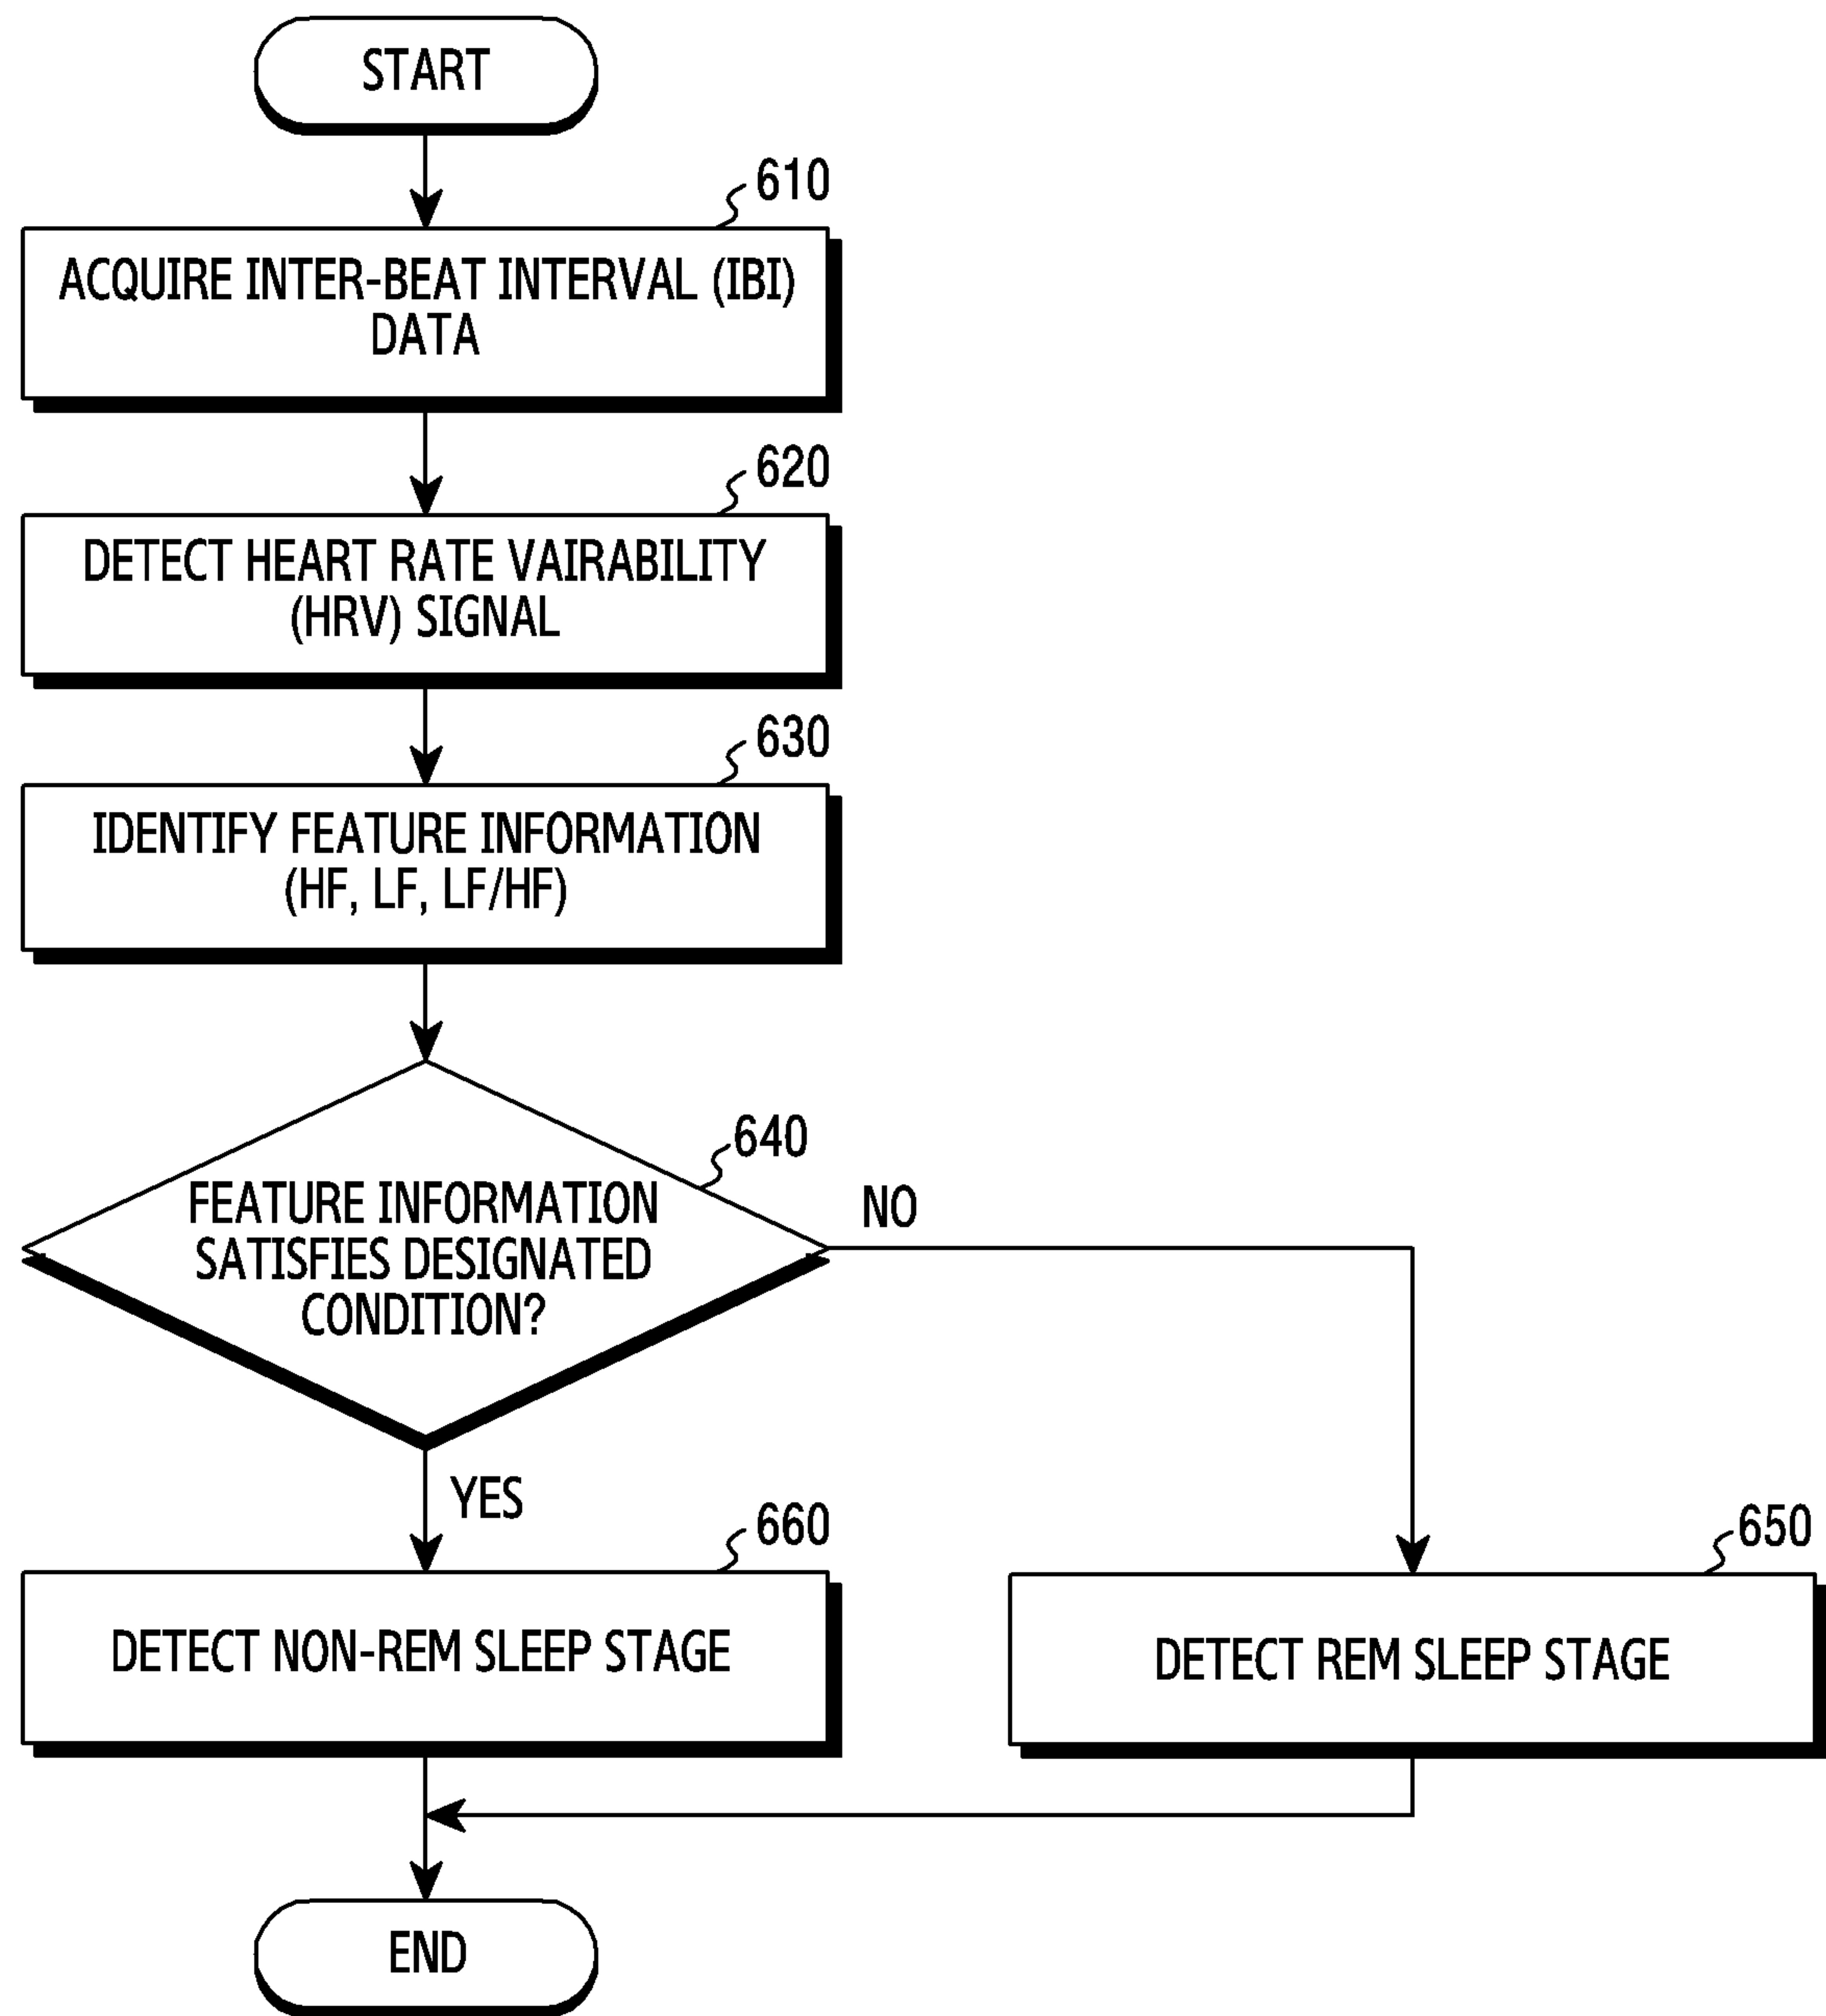 START
610
ACQUIRE INTER-BEAT INTERVAL (IBI)
DATA
620
DETECT HEART RATE VAIRABILITY
(HRV) SIGNAL
630
IDENTIFY FEATURE INFORMATION
(HF, LF, LF/HF)
640
FEATURE INFORMATION
SATISFIES DESIGNATED
CONDITION?
NO
YES
660
DETECT NON-REM SLEEP STAGE
650
DETECT REM SLEEP STAGE
END